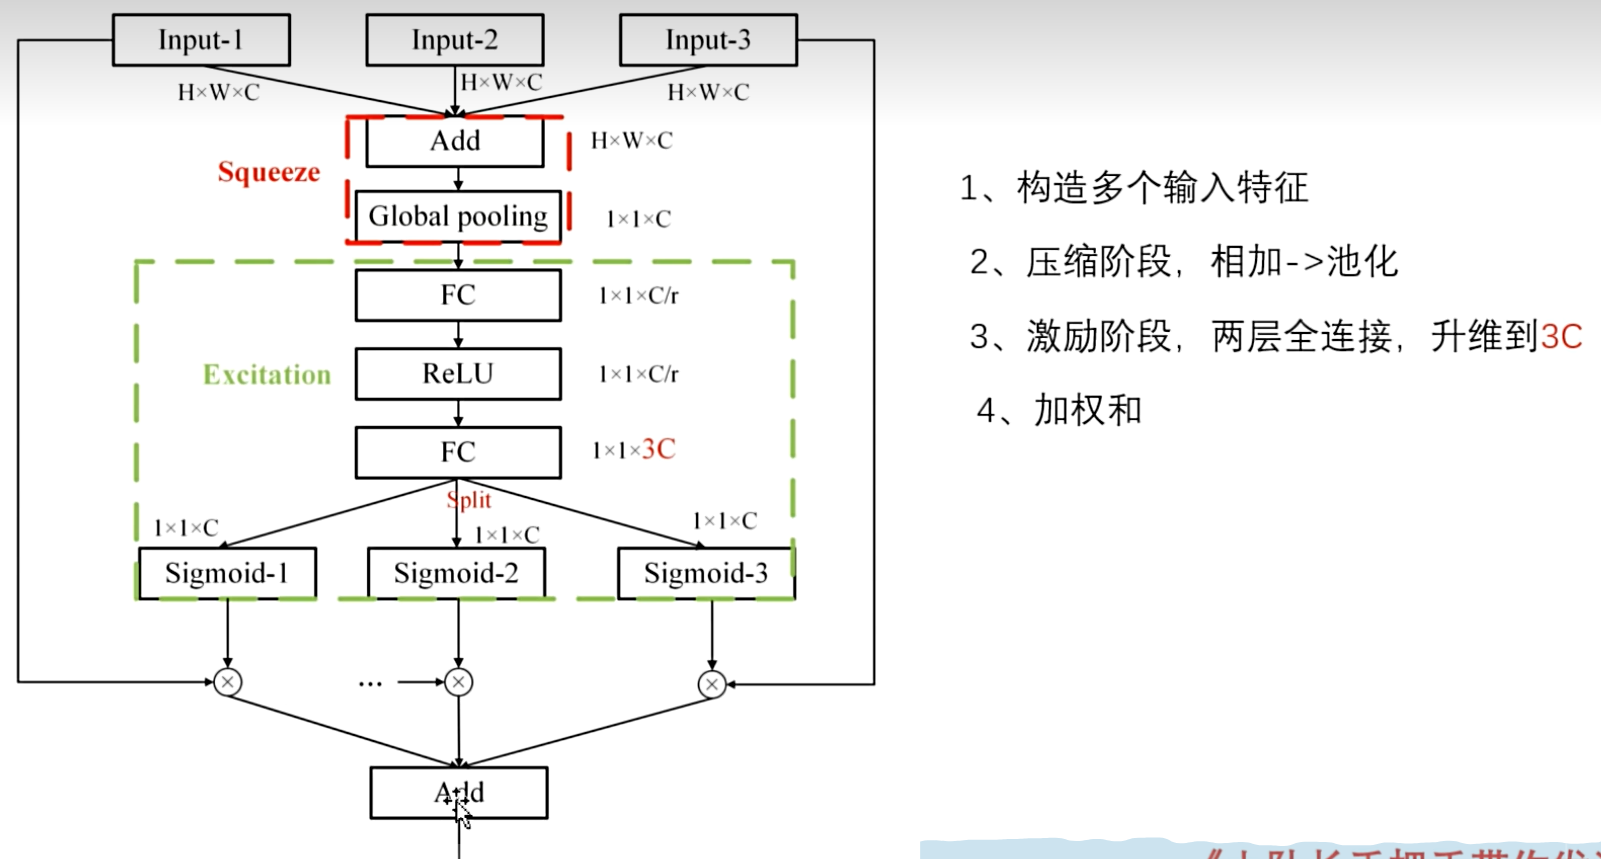 Input-1
Input-2
Input-3
H×W×C
H×W×C
H×W×C
Add
H×W×C
Squeeze
Global pooling
1×1×C
FC
1×1×C/r
Excitation
ReLU
1×1×C/r
FC
1×1×3C
Split
1×1×C
1×1×C
1×1×C
Sigmoid-1
Sigmoid-2
Sigmoid-3
...
Add
1、构造多个输入特征
2、压缩阶段，相加->池化
3、激励阶段，两层全连接，升维到3C
4、加权和